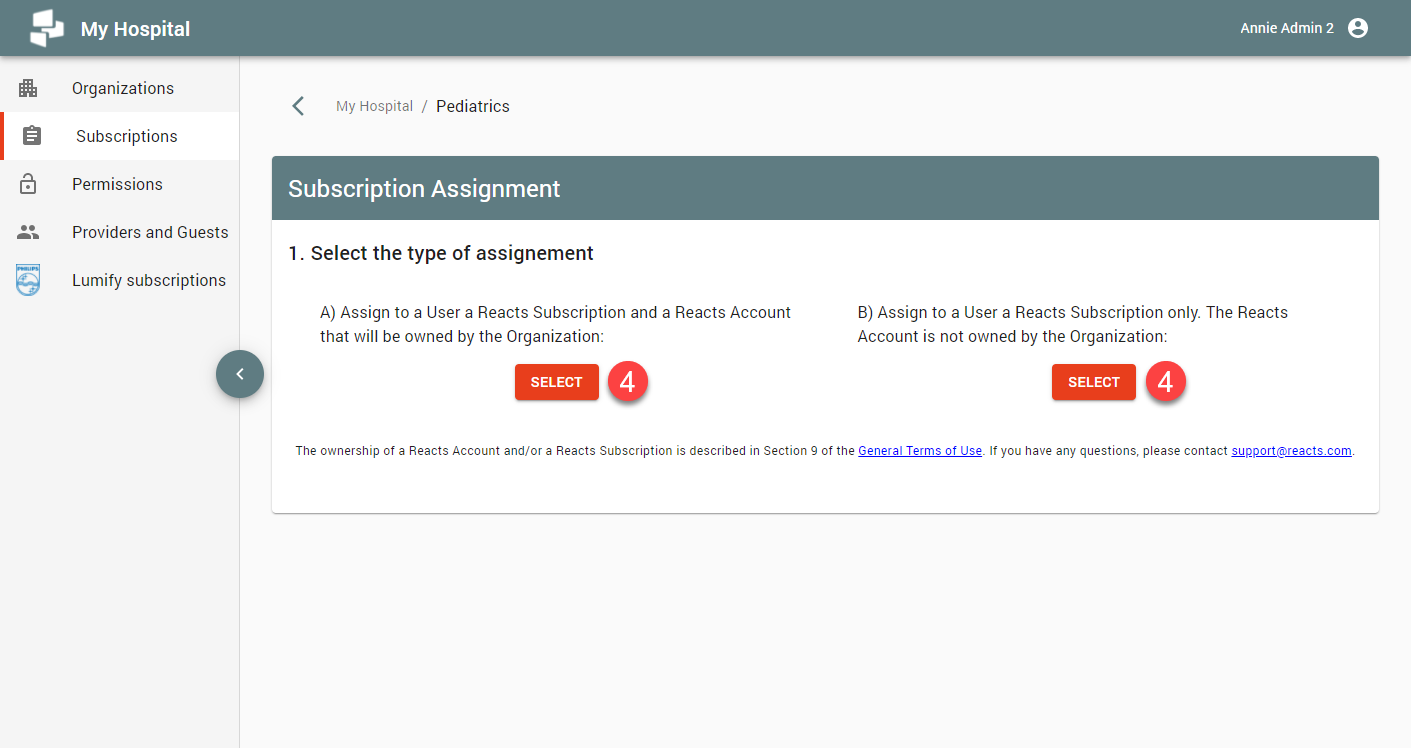 My Hospital
Annie Admin 2
Organizations
Subscriptions
Permissions
Providers and Guests
PHILIPS
Lumify subscriptions
My Hospital / Pediatrics
Subscription Assignment
1. Select the type of assignement
A) Assign to a User a Reacts Subscription and a Reacts Account
that will be owned by the Organization:
SELECT 4
B) Assign to a User a Reacts Subscription only. The Reacts
Account is not owned by the Organization:
SELECT 4
The ownership of a Reacts Account and/or a Reacts Subscription is described in Section 9 of the General Terms of Use. If you have any questions, please contact support@reacts.com.